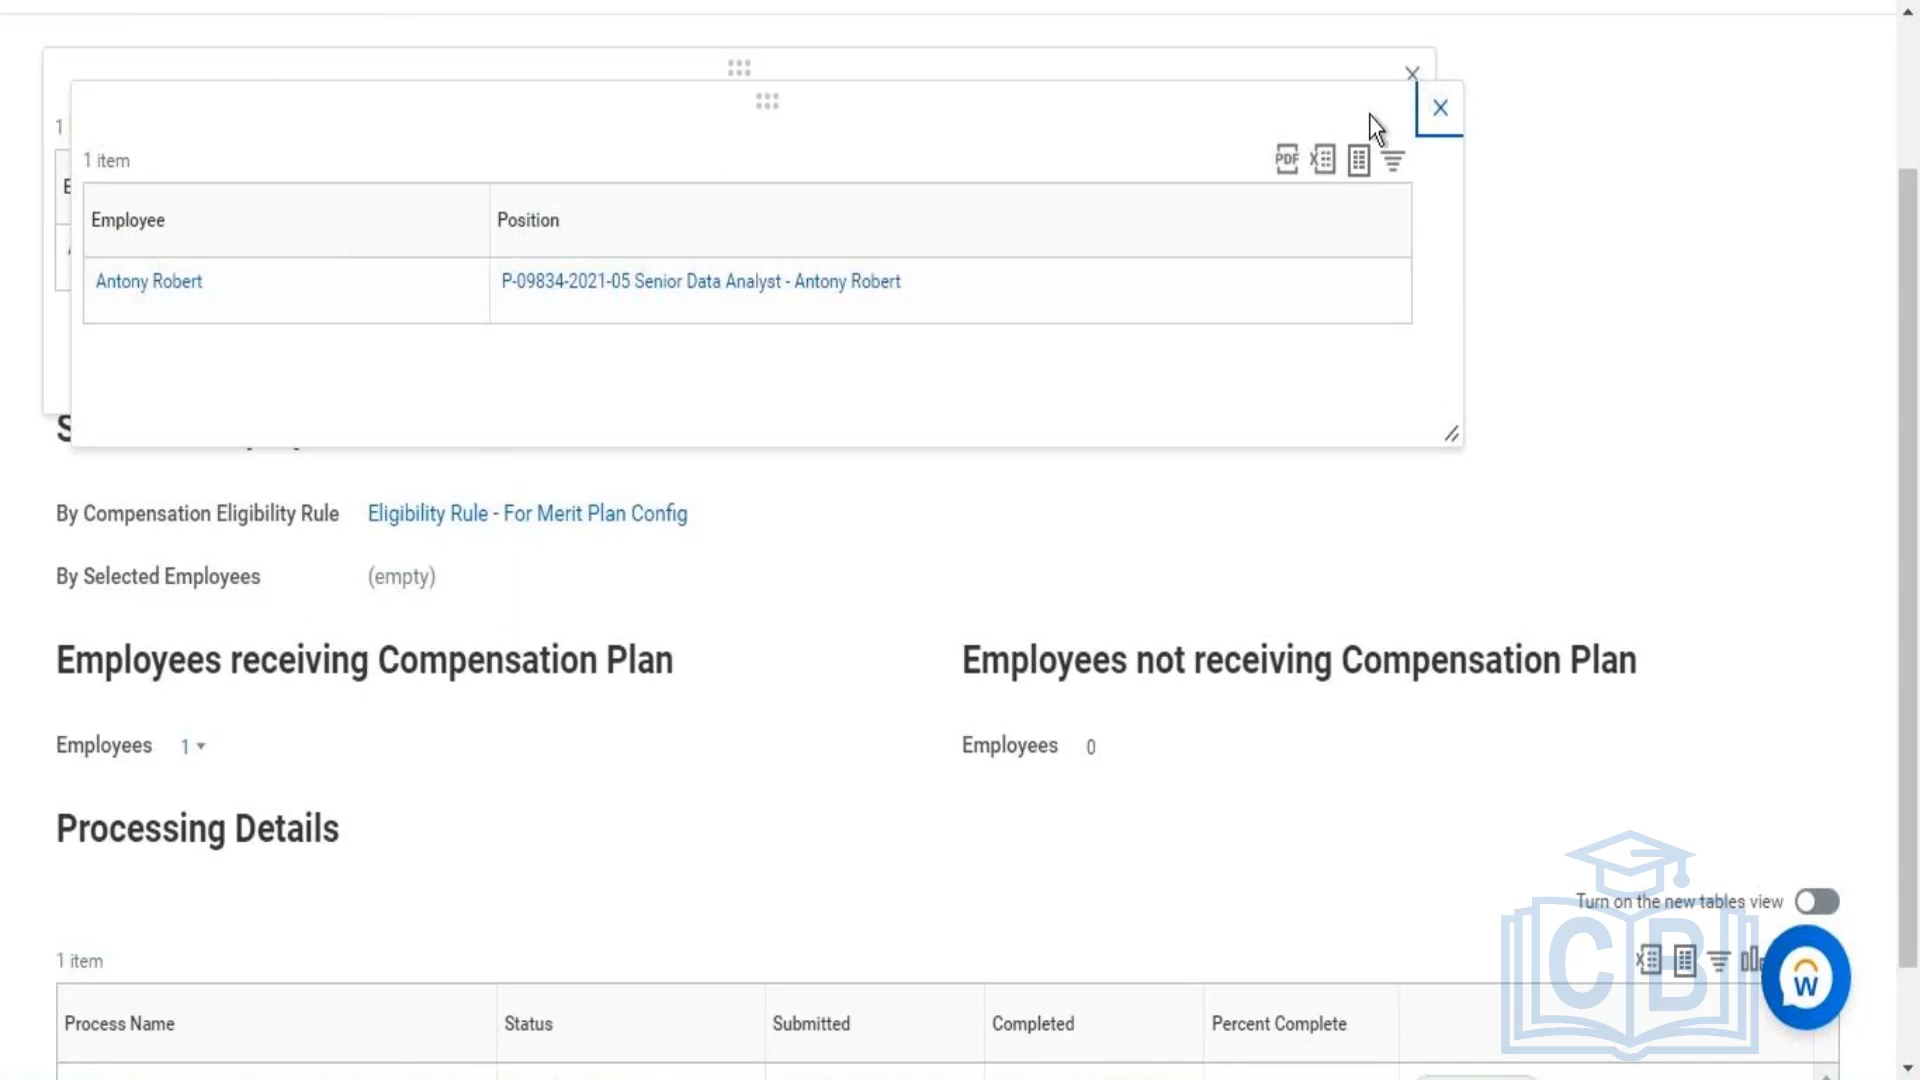 1
1 item
PDF
Employee Position
Antony Robert P-09834-2021-05 Senior Data Analyst - Antony Robert
By Compensation Eligibility Rule Eligibility Rule - For Merit Plan Config
By Selected Employees (empty)
Employees receiving Compensation Plan Employees not receiving Compensation Plan
Employees 1 Employees 0
Processing Details
Turn on the new tables view
1 item
Process Name Status Submitted Completed Percent Complete
CB
W